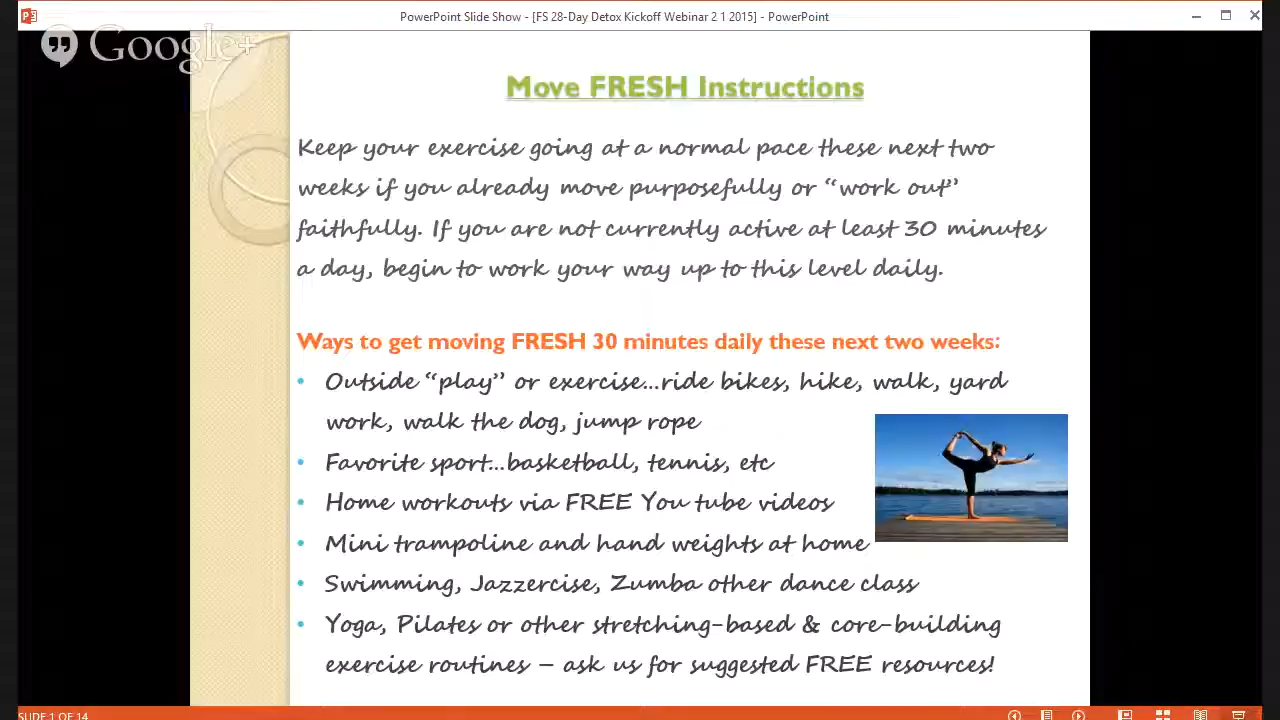 PowerPoint Slide Show - [FS 28-Day Detox Kickoff Webinar 2 1 2015] - PowerPoint
Google+
Move FRESH Instructions
Keep your exercise going at a normal pace these next two
weeks if you already move purposefully or “work out”
faithfully. If you are not currently active at least 30 minutes
a day, begin to work your way up to this level daily.
Ways to get moving FRESH 30 minutes daily these next two weeks:
• Outside “play” or exercise...ride bikes, hike, walk, yard
work, walk the dog, jump rope
• Favorite sport...basketball, tennis, etc
• Home workouts via FREE You tube videos
• Mini trampoline and hand weights at home
• Swimming, Jazzercise, Zumba other dance class
• Yoga, Pilates or other stretching-based & core-building
exercise routines – ask us for suggested FREE resources!
SLIDE 1 OF 14